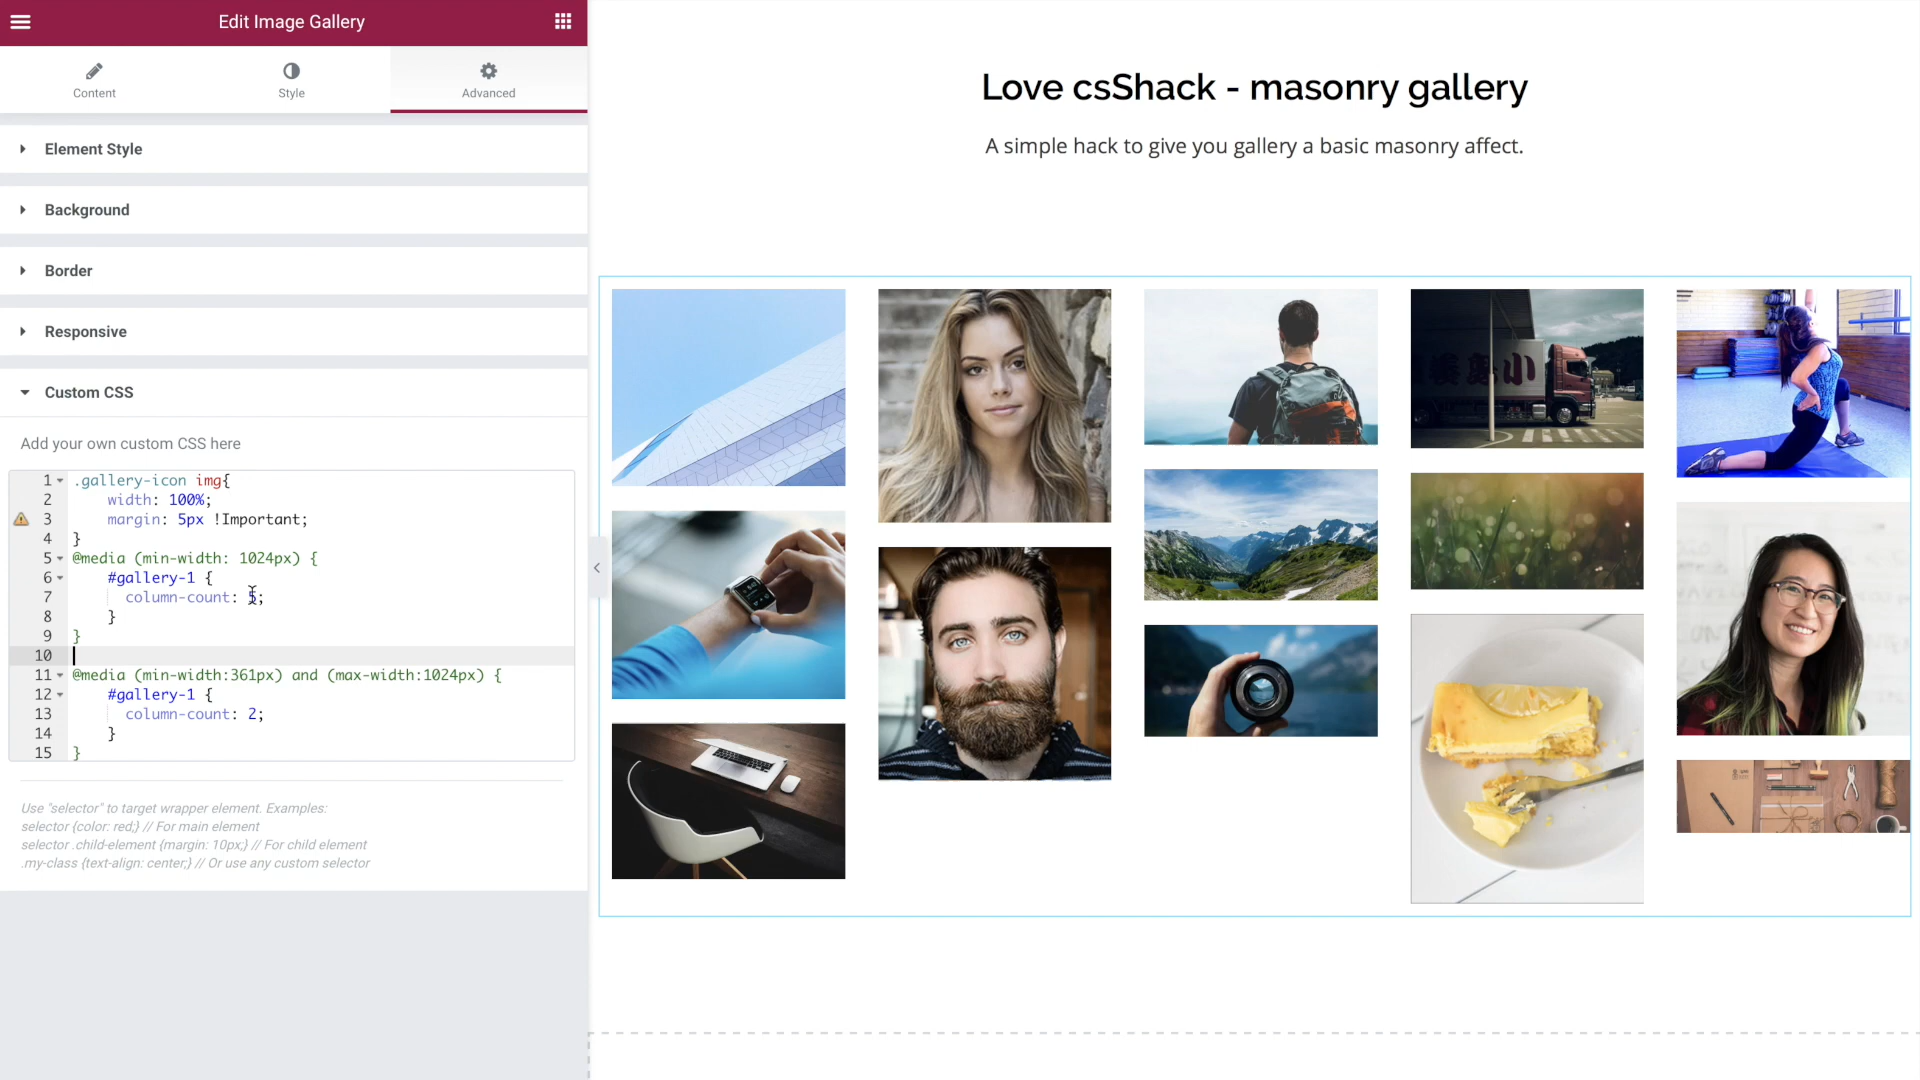 Edit Image Gallery
Content
Style
Advanced
Element Style
Background
Border
Responsive
Custom CSS
Add your own custom CSS here
1 .gallery-icon img{
2 width: 100%;
3 margin: 5px !Important;
4 }
5 @media (min-width: 1024px) {
6 #gallery-1 {
7 column-count: 5;
8 }
9 }
10
11 @media (min-width:361px) and (max-width:1024px) {
12 #gallery-1 {
13 column-count: 2;
14 }
15 }
Use "selector" to target wrapper element. Examples:
selector {color: red;} // For main element
selector .child-element {margin: 10px;} // For child element
.my-class {text-align: center;} // Or use any custom selector
Love csShack - masonry gallery
A simple hack to give you gallery a basic masonry affect.